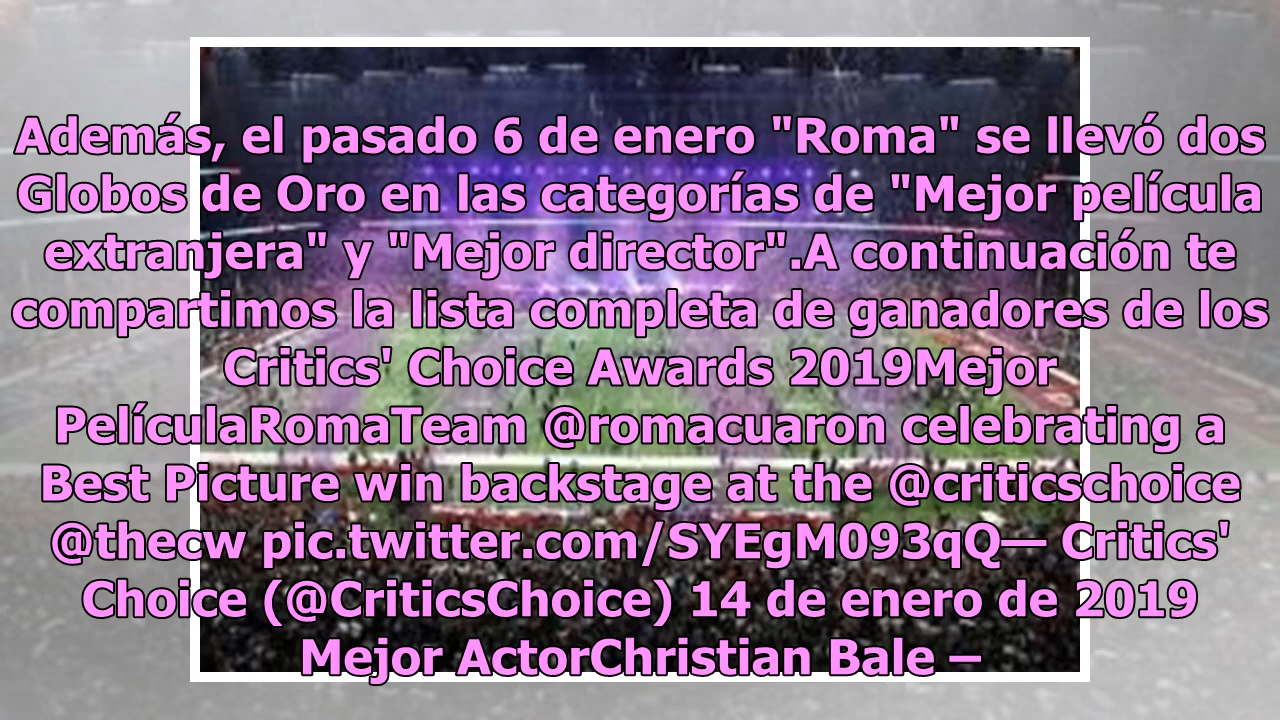 Además, el pasado 6 de enero "Roma" se llevó dos
Globos de Oro en las categorías de "Mejor película
extranjera" y "Mejor director".A continuación te
compartimos la lista completa de ganadores de los
Critics' Choice Awards 2019Mejor
PelículaRomaTeam @romacuaron celebrating a
Best Picture win backstage at the @criticschoice
@thecw pic.twitter.com/SYEgM093qQ— Critics'
Choice (@CriticsChoice) 14 de enero de 2019
Mejor ActorChristian Bale –